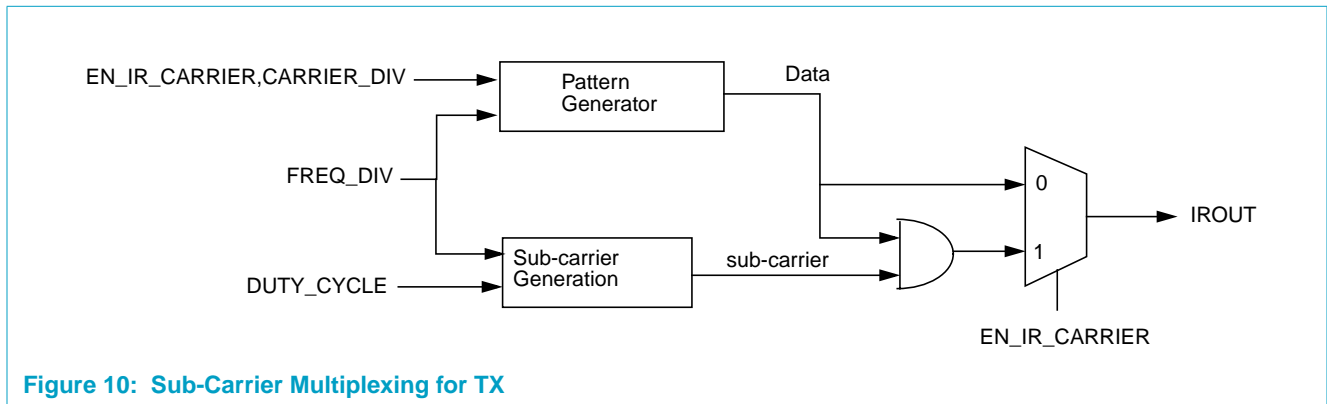 EN_IR_CARRIER,CARRIER_DIV
Pattern
Generator
Data
FREQ_DIV
0
IROUT
Sub-carrier
Generation
sub-carrier
1
DUTY_CYCLE
EN_IR_CARRIER
Figure 10: Sub-Carrier Multiplexing for TX